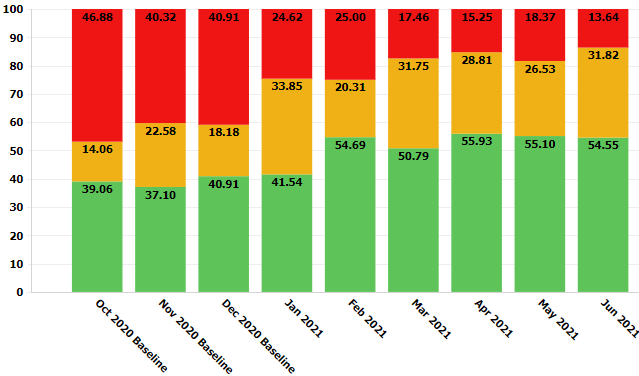 100
90
80
70
60
50
40
30
20
10
0
46.88 40.32 40.91 24.62 25.00 17.46 15.25 18.37 13.64
14.06 22.58 18.18 33.85 20.31 31.75 28.81 26.53 31.82
39.06 37.10 40.91 41.54 54.69 50.79 55.93 55.10 54.55
Oct 2020 Baseline
Nov 2020 Baseline
Dec 2020 Baseline
Jan 2021
Feb 2021
Mar 2021
Apr 2021
May 2021
Jun 2021